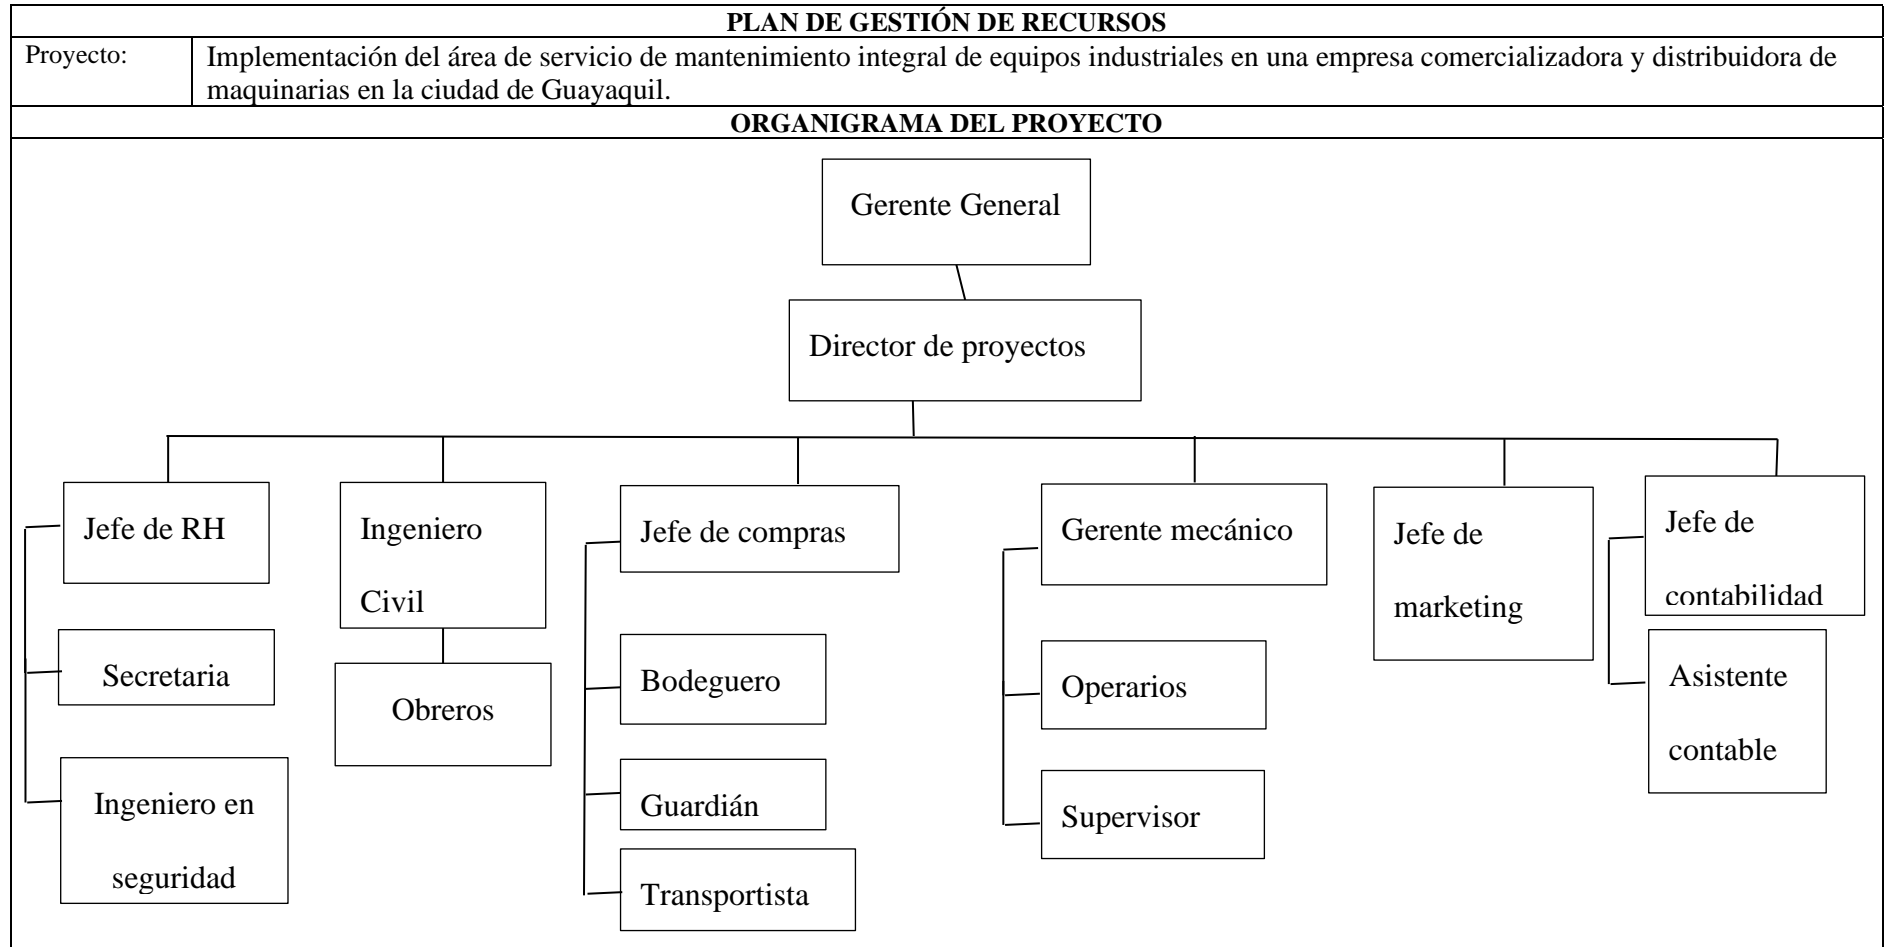 PLAN DE GESTIÓN DE RECURSOS
Proyecto:
Implementación del área de servicio de mantenimiento integral de equipos industriales en una empresa comercializadora y distribuidora de
maquinarias en la ciudad de Guayaquil.
ORGANIGRAMA DEL PROYECTO
Gerente General
Director de proyectos
Jefe de RH
Secretaria
Ingeniero en
seguridad
Ingeniero
Civil
Obreros
Jefe de compras
Bodeguero
Guardián
Transportista
Gerente mecánico
Operarios
Supervisor
Jefe de
marketing
Jefe de
contabilidad
Asistente
contable